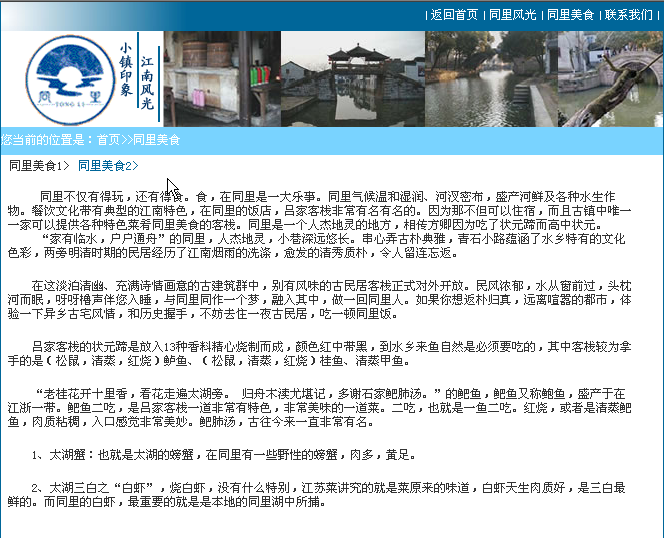 | 返回首页 | 同里风光 | 同里美食 | 联系我们 |
小镇印象
江南风光
同 里
TONG LI
您当前的位置是：首页>>同里美食
同里美食1> 同里美食2>
同里不仅有得玩，还有得食。食，在同里是一大乐事。同里气候温和湿润、河汊密布，盛产河鲜及各种水生作
物。餐饮文化带有典型的江南特色，在同里的饭店，吕家客栈非常有名有名的。因为那不但可以住宿，而且古镇中唯一
一家可以提供各种特色菜肴同里美食的客栈。同里是一个人杰地灵的地方，相传方卿因为吃了状元蹄而高中状元。
“家有临水，户户通舟”的同里，人杰地灵，小巷深远悠长。串心弄古朴典雅，青石小路蕴涵了水乡特有的文化
色彩，两旁明清时期的民居经历了江南烟雨的洗涤，愈发的清秀质朴，令人留连忘返。
在这淡泊清幽、充满诗情画意的古建筑群中，别有风味的古民居客栈正式对外开放。民风浓郁，水从窗前过，头枕
河而眠，呀呀橹声伴您入睡，与同里同作一个梦，融入其中，做一回同里人。如果你想返朴归真，远离喧嚣的都市，体
验一下异乡古宅风情，和历史握手，不妨去住一夜古民居，吃一顿同里饭。
吕家客栈的状元蹄是放入13种香料精心烧制而成，颜色红中带黑，到水乡来鱼自然是必须要吃的，其中客栈较为拿
手的是（松鼠，清蒸，红烧）鲈鱼、（松鼠，清蒸，红烧）桂鱼、清蒸甲鱼。
“老桂花开十里香，看花走遍太湖旁。 归舟木渎尤堪记，多谢石家鲃肺汤。”的鲃鱼，鲃鱼又称鲍鱼，盛产于在
江浙一带。鲃鱼二吃，是吕家客栈一道非常有特色，非常美味的一道菜。二吃，也就是一鱼二吃。红烧，或者是清蒸鲃
鱼，肉质粘稠，入口感觉非常美妙。鲃肺汤，古往今来一直非常有名。
1、太湖蟹：也就是太湖的螃蟹，在同里有一些野性的螃蟹，肉多，黄足。
2、太湖三白之“白虾”，烧白虾，没有什么特别，江苏菜讲究的就是菜原来的味道，白虾天生肉质好，是三白最
鲜的。而同里的白虾，最重要的就是是本地的同里湖中所捕。